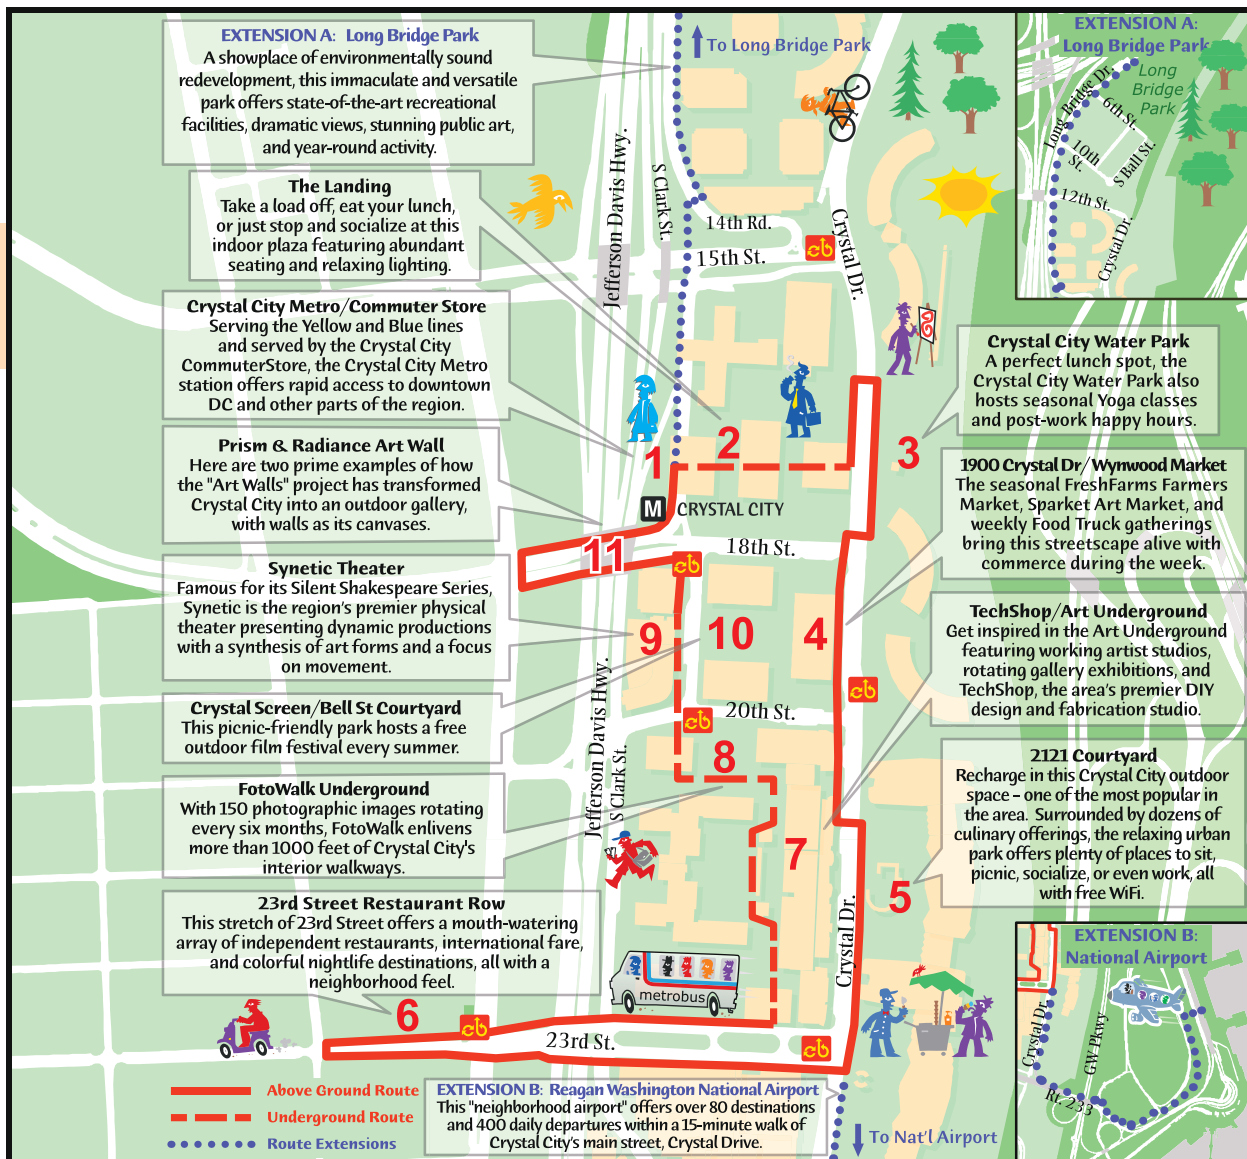 EXTENSION A: Long Bridge Park
A showplace of environmentally sound
redevelopment, this immaculate and versatile
park offers state-of-the-art recreational
facilities, dramatic views, stunning public art,
and year-round activity.
The Landing
Take a load off, eat your lunch,
or just stop and socialize at this
indoor plaza featuring abundant
seating and relaxing lighting.
Crystal City Metro/Commuter Store
Serving the Yellow and Blue lines
and served by the Crystal City
CommuterStore, the Crystal City Metro
station offers rapid access to downtown
DC and other parts of the region.
Prism & Radiance Art Wall
Here are two prime examples of how
the "Art Walls" project has transformed
Crystal City into an outdoor gallery,
with walls as its canvases.
Synetic Theater
Famous for its Silent Shakespeare Series,
Synetic is the region's premier physical
theater presenting dynamic productions
with a synthesis of art forms and a focus
on movement.
Crystal Screen/Bell St Courtyard
This picnic-friendly park hosts a free
outdoor film festival every summer.
FotoWalk Underground
With 150 photographic images rotating
every six months, FotoWalk enlivens
more than 1000 feet of Crystal City's
interior walkways.
23rd Street Restaurant Row
This stretch of 23rd Street offers a mouth-watering
array of independent restaurants, international fare,
and colorful nightlife destinations, all with a
neighborhood feel.
To Long Bridge Park
Jefferson Davis Hwy.
S Clark St.
14th Rd.
15th St.
Crystal Dr.
1
2
3
M CRYSTAL CITY
11
18th St.
9
10
4
20th St.
Jefferson Davis Hwy.
S Clark St.
8
7
5
Crystal Dr.
metrobus
6
23rd St.
EXTENSION A:
Long Bridge Park
Long
Bridge
Park
Long Bridge Dr.
6th St.
10th
St.
S Ball St.
12th St.
Crystal Dr.
Crystal City Water Park
A perfect lunch spot, the
Crystal City Water Park also
hosts seasonal Yoga classes
and post-work happy hours.
1900 Crystal Dr/Wynwood Market
The seasonal FreshFarms Farmers
Market, Sparket Art Market, and
weekly Food Truck gatherings
bring this streetscape alive with
commerce during the week.
TechShop/Art Underground
Get inspired in the Art Underground
featuring working artist studios,
rotating gallery exhibitions, and
TechShop, the area's premier DIY
design and fabrication studio.
2121 Courtyard
Recharge in this Crystal City outdoor
space – one of the most popular in
the area. Surrounded by dozens of
culinary offerings, the relaxing urban
park offers plenty of places to sit,
picnic, socialize, or even work, all
with free WiFi.
EXTENSION B:
National Airport
Crystal Dr.
GW Pkwy
Rt. 233
Above Ground Route
Underground Route
Route Extensions
EXTENSION B: Reagan Washington National Airport
This "neighborhood airport" offers over 80 destinations
and 400 daily departures within a 15-minute walk of
Crystal City's main street, Crystal Drive.
To Nat'l Airport